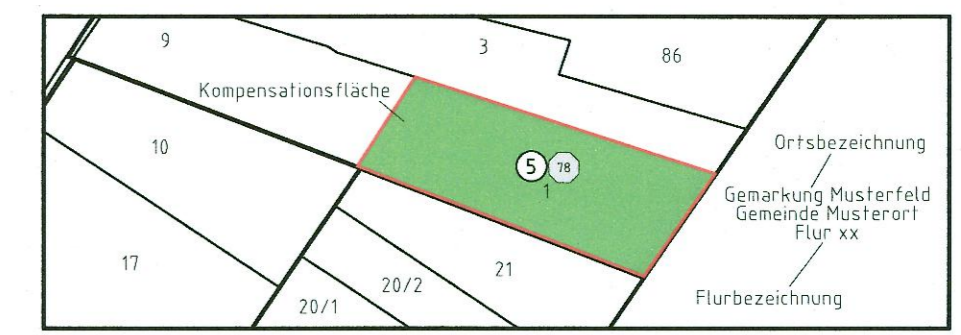 9
3
86
Kompensationsfläche
10
5 78
1
Ortsbezeichnung
Gemarkung Musterfeld
Gemeinde Musterort
Flur xx
17
21
20/2
20/1
Flurbezeichnung